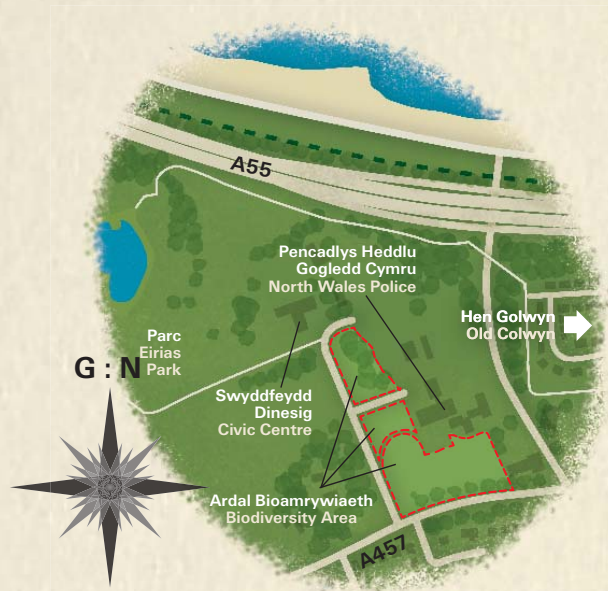 A55
Pencadlys Heddlu
Gogledd Cymru
North Wales Police
Hen Golwyn
Old Colwyn
Parc
Eirias
Park
G : N
Swyddfeydd
Dinesig
Civic Centre
Ardal Bioamrywiaeth
Biodiversity Area
A457